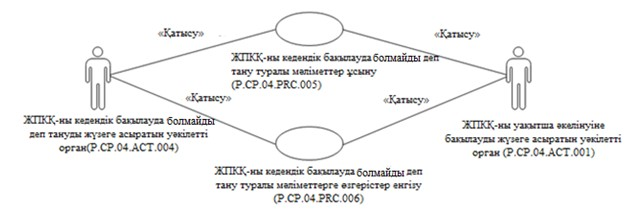 «Қатысу»
«Қатысу»
ЖПКҚ-ны кедендік бақылауда болмайды деп
тану туралы мәліметтер ұсыну
(P.CP.04.PRC.005)
«Қатысу»
«Қатысу»
ЖПКҚ-ны кедендік бақылауда болмайды
деп тануды жүзеге асыратын уәкілетті
орган(P.CP.04.ACT.004)
ЖПКҚ-ны уақытша әкелінуіне
бақылауды жүзеге асыратын уәкілетті
орган (P.CP.04.ACT.001)
ЖПКҚ-ны кедендік бақылауда болмайды деп
тану туралы мәліметтерге өзгерістер енгізу
(P.CP.04.PRC.006)